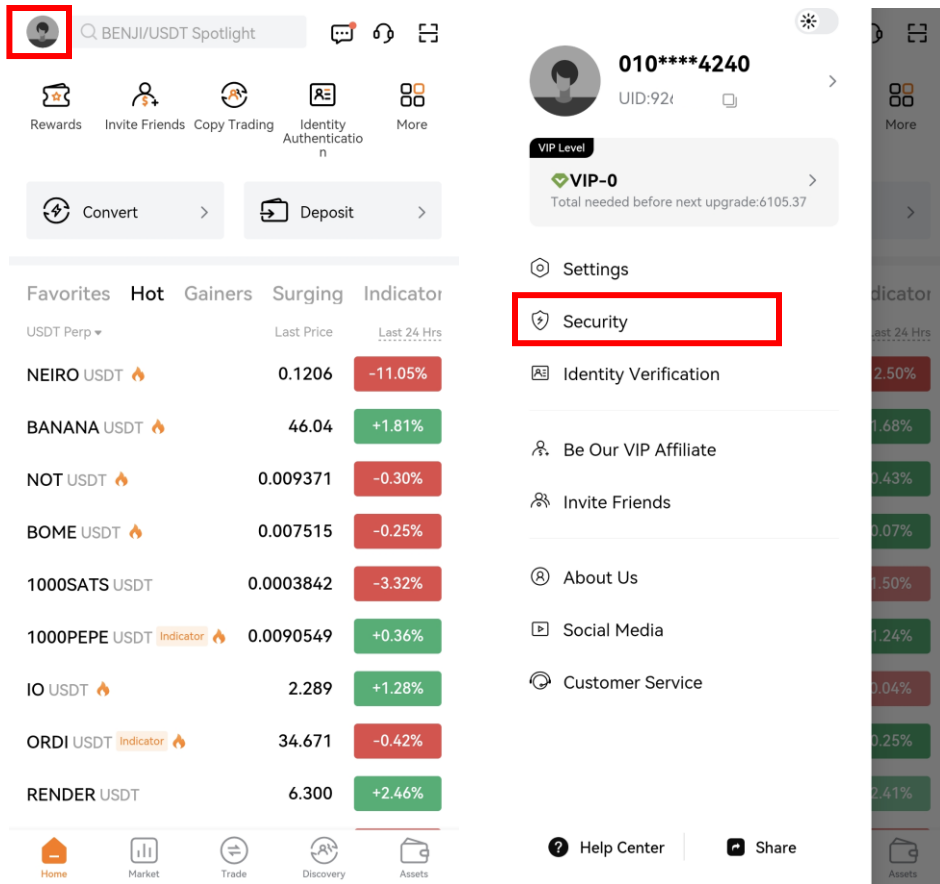 BENJI/USDT Spotlight
Rewards
Invite Friends
Copy Trading
Identity
Authenticatio
n
More
Convert
Deposit
Favorites Hot Gainers Surging Indicator
USDT Perp Last Price Last 24 Hrs
NEIRO USDT 0.1206 -11.05%
BANANA USDT 46.04 +1.81%
NOT USDT 0.009371 -0.30%
BOME USDT 0.007515 -0.25%
1000SATS USDT 0.0003842 -3.32%
1000PEPE USDT Indicator 0.0090549 +0.36%
IO USDT 2.289 +1.28%
ORDI USDT Indicator 34.671 -0.42%
RENDER USDT 6.300 +2.46%
Home Market Trade Discovery Assets
010****4240
UID:926
VIP Level
VIP-0
Total needed before next upgrade:6105.37
Settings
Security
Identity Verification
Be Our VIP Affiliate
Invite Friends
About Us
Social Media
Customer Service
Help Center Share
More
dicator
ast 24 Hrs
2.50%
1.68%
0.43%
0.07%
1.50%
1.24%
0.04%
0.25%
2.41%
Assets